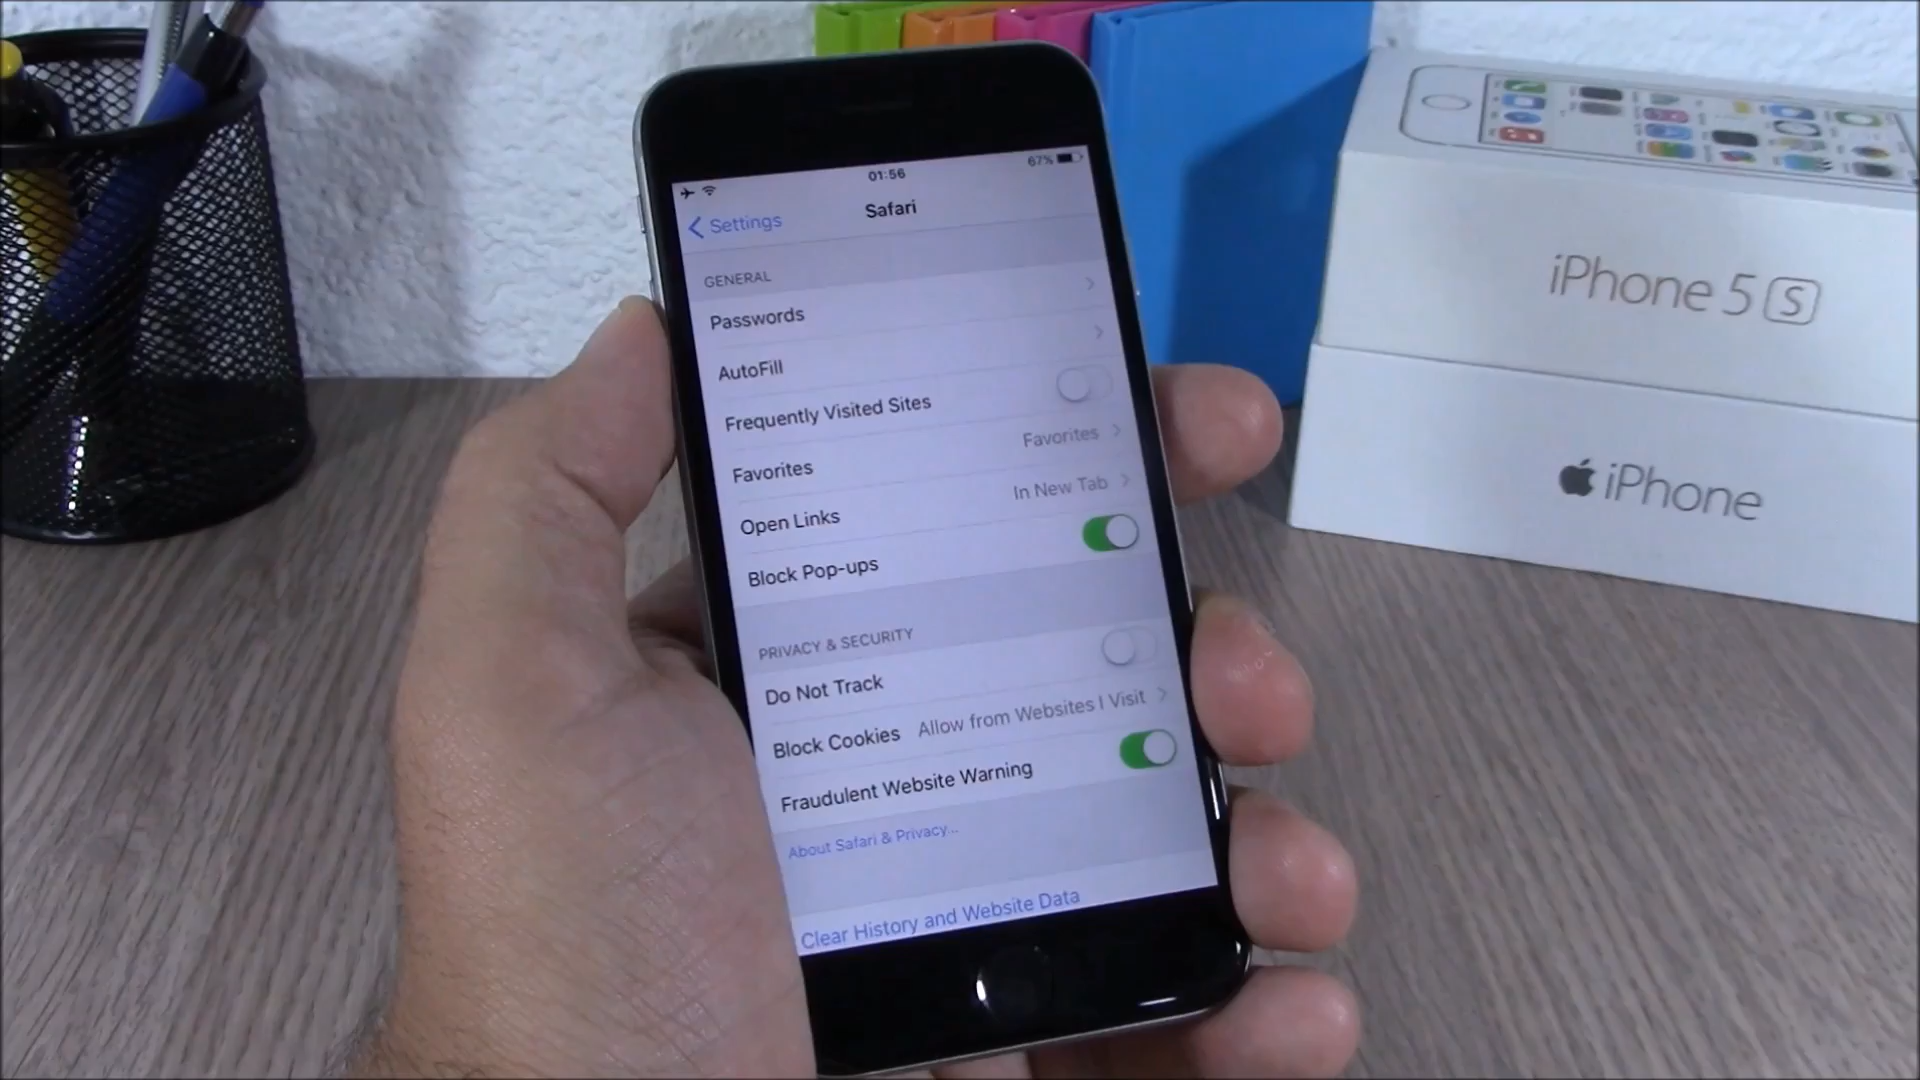 67%
01:56
Settings
Safari
GENERAL
Passwords
AutoFill
Frequently Visited Sites
Favorites Favorites
Open Links In New Tab
Block Pop-ups
PRIVACY & SECURITY
Do Not Track
Block Cookies Allow from Websites I Visit
Fraudulent Website Warning
About Safari & Privacy...
Clear History and Website Data
iPhone 5S
iPhone